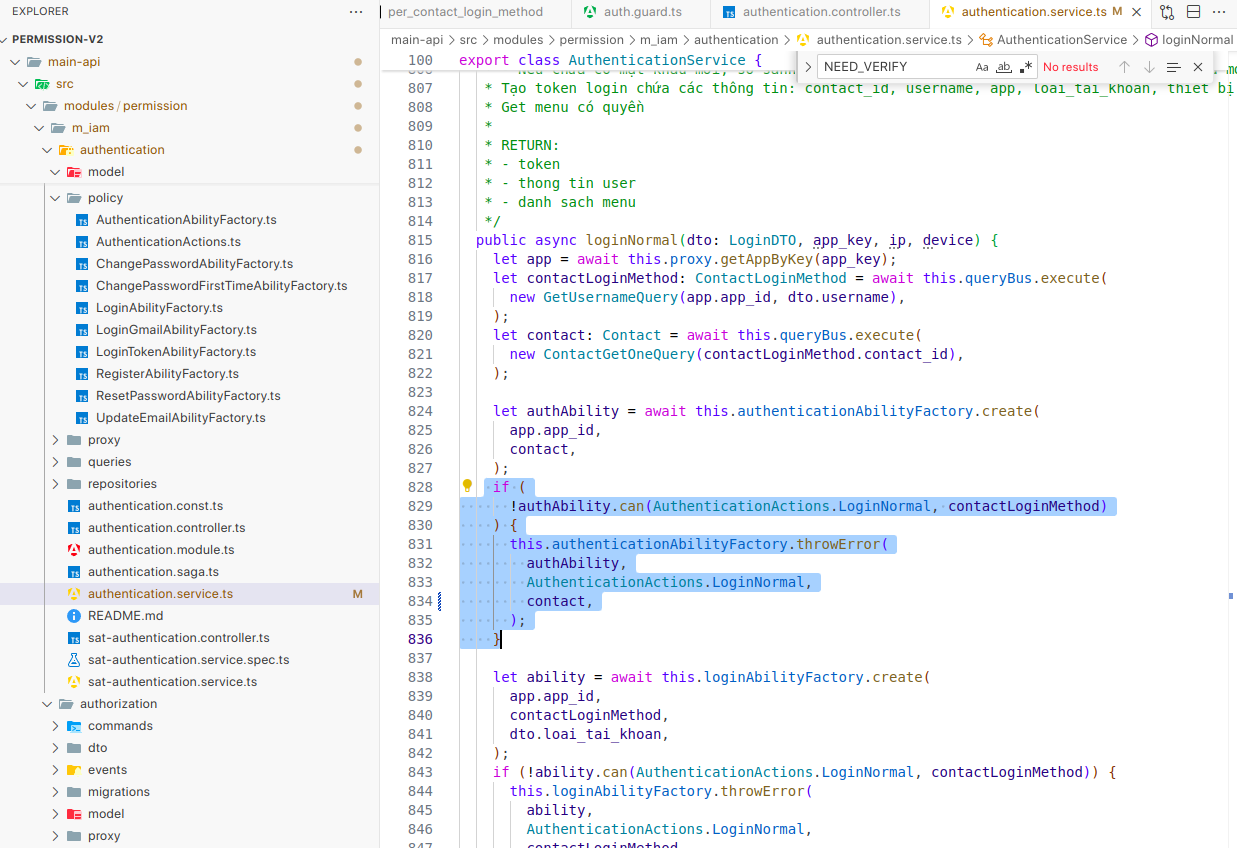 EXPLORER
PERMISSION-V2
main-api
src
modules / permission
m_iam
authentication
model
policy
AuthenticationAbilityFactory.ts
AuthenticationActions.ts
ChangePasswordAbilityFactory.ts
ChangePasswordFirstTimeAbilityFactory.ts
LoginAbilityFactory.ts
LoginGmailAbilityFactory.ts
LoginTokenAbilityFactory.ts
RegisterAbilityFactory.ts
ResetPasswordAbilityFactory.ts
UpdateEmailAbilityFactory.ts
proxy
queries
repositories
authentication.const.ts
authentication.controller.ts
authentication.module.ts
authentication.saga.ts
authentication.service.ts M
README.md
sat-authentication.controller.ts
sat-authentication.service.spec.ts
sat-authentication.service.ts
authorization
commands
dto
events
migrations
model
proxy
per_contact_login_method auth.guard.ts authentication.controller.ts authentication.service.ts M
main-api > src > modules > permission > m_iam > authentication > authentication.service.ts > AuthenticationService > loginNormal
NEED_VERIFY Aa ab .* No results
100 export class AuthenticationService {
807 * Tạo token login chứa các thông tin: contact_id, username, app, loai_tai_khoan, thiết bị
808 * Get menu có quyền
809 *
810 * RETURN:
811 * - token
812 * - thong tin user
813 * - danh sach menu
814 */
815 public async loginNormal(dto: LoginDTO, app_key, ip, device) {
816 let app = await this.proxy.getAppByKey(app_key);
817 let contactLoginMethod: ContactLoginMethod = await this.queryBus.execute(
818 new GetUsernameQuery(app.app_id, dto.username),
819 );
820 let contact: Contact = await this.queryBus.execute(
821 new ContactGetOneQuery(contactLoginMethod.contact_id),
822 );
823
824 let authAbility = await this.authenticationAbilityFactory.create(
825 app.app_id,
826 contact,
827 );
828 if (
829 !authAbility.can(AuthenticationActions.LoginNormal, contactLoginMethod)
830 ) {
831 this.authenticationAbilityFactory.throwError(
832 authAbility,
833 AuthenticationActions.LoginNormal,
834 contact,
835 );
836 }
837
838 let ability = await this.loginAbilityFactory.create(
839 app.app_id,
840 contactLoginMethod,
841 dto.loai_tai_khoan,
842 );
843 if (!ability.can(AuthenticationActions.LoginNormal, contactLoginMethod)) {
844 this.loginAbilityFactory.throwError(
845 ability,
846 AuthenticationActions.LoginNormal,
847 contactLoginMethod